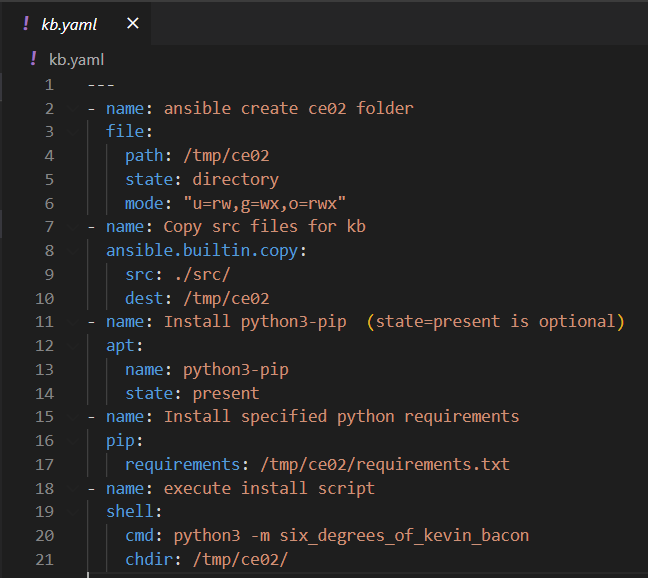 ! kb.yaml ×
! kb.yaml
1 ---
2 - name: ansible create ce02 folder
3   file:
4     path: /tmp/ce02
5     state: directory
6     mode: "u=rw,g=wx,o=rwx"
7 - name: Copy src files for kb
8   ansible.builtin.copy:
9     src: ./src/
10     dest: /tmp/ce02
11 - name: Install python3-pip  (state=present is optional)
12   apt:
13     name: python3-pip
14     state: present
15 - name: Install specified python requirements
16   pip:
17     requirements: /tmp/ce02/requirements.txt
18 - name: execute install script
19   shell:
20     cmd: python3 -m six_degrees_of_kevin_bacon
21     chdir: /tmp/ce02/